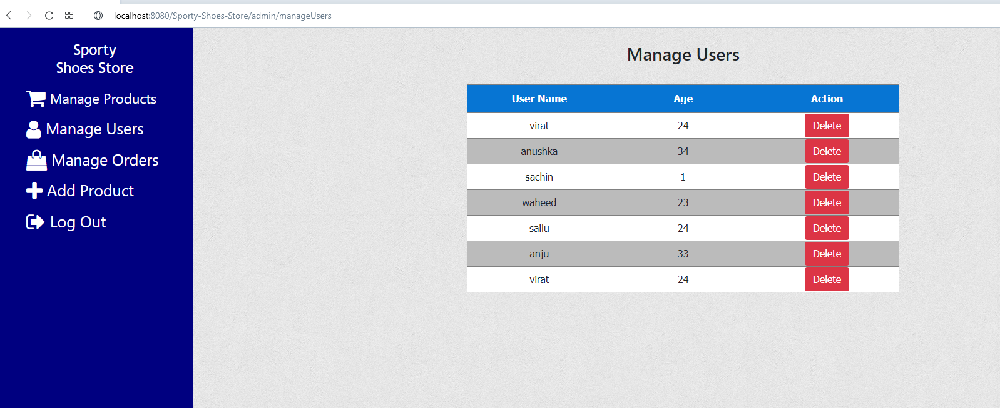 localhost:8080/Sporty-Shoes-Store/admin/manageUsers
Sporty
Shoes Store
Manage Products
Manage Users
Manage Orders
Add Product
Log Out
Manage Users
User Name Age Action
virat 24 Delete
anushka 34 Delete
sachin 1 Delete
waheed 23 Delete
sailu 24 Delete
anju 33 Delete
virat 24 Delete